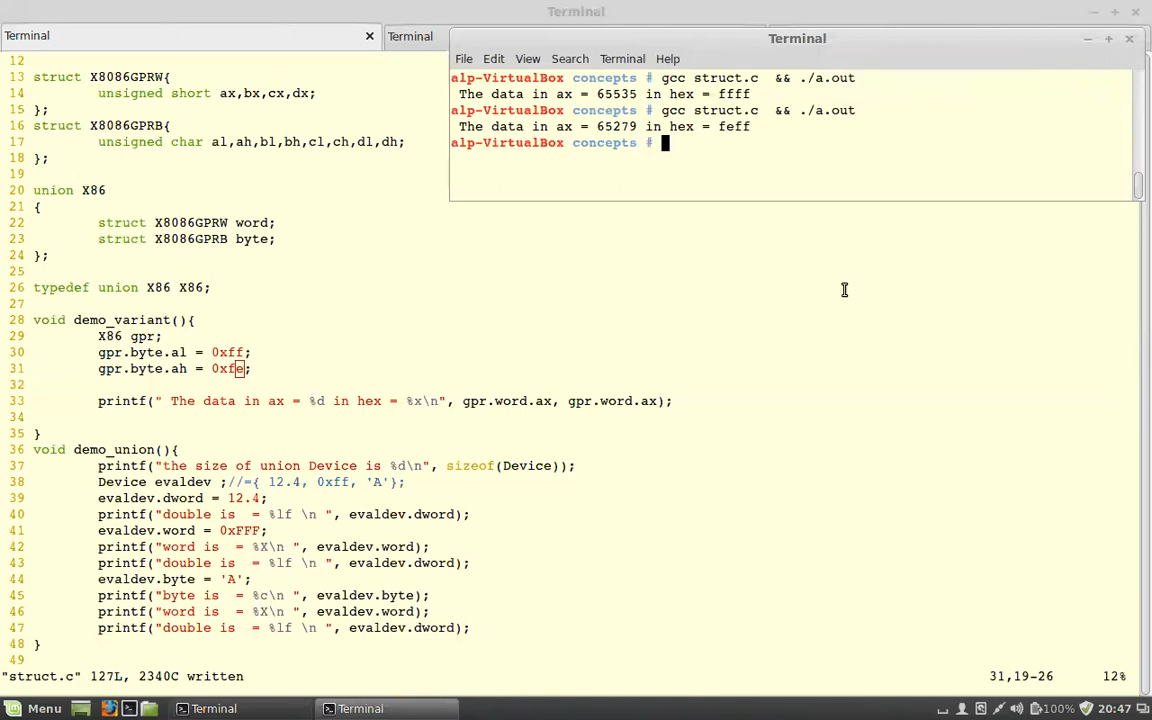 Terminal
Terminal
Terminal
Terminal
File Edit View Search Terminal Help
alp-VirtualBox concepts # gcc struct.c  && ./a.out
 The data in ax = 65535 in hex = ffff
alp-VirtualBox concepts # gcc struct.c  && ./a.out
 The data in ax = 65279 in hex = feff
alp-VirtualBox concepts #
12
13 struct X8086GPRW{
14         unsigned short ax,bx,cx,dx;
15 };
16 struct X8086GPRB{
17         unsigned char al,ah,bl,bh,cl,ch,dl,dh;
18 };
19
20 union X86
21 {
22         struct X8086GPRW word;
23         struct X8086GPRB byte;
24 };
25
26 typedef union X86 X86;
27
28 void demo_variant(){
29         X86 gpr;
30         gpr.byte.al = 0xff;
31         gpr.byte.ah = 0xfe;
32
33         printf(" The data in ax = %d in hex = %x\n", gpr.word.ax, gpr.word.ax);
34
35 }
36 void demo_union(){
37         printf("the size of union Device is %d\n", sizeof(Device));
38         Device evaldev ;//={ 12.4, 0xff, 'A'};
39         evaldev.dword = 12.4;
40         printf("double is  = %lf \n ", evaldev.dword);
41         evaldev.word = 0xFFF;
42         printf("word is  = %X\n ", evaldev.word);
43         printf("double is  = %lf \n ", evaldev.dword);
44         evaldev.byte = 'A';
45         printf("byte is  = %c\n ", evaldev.byte);
46         printf("word is  = %X\n ", evaldev.word);
47         printf("double is  = %lf \n ", evaldev.dword);
48 }
49
"struct.c" 127L, 2340C written 31,19-26 12%
Menu Terminal Terminal 100% 20:47